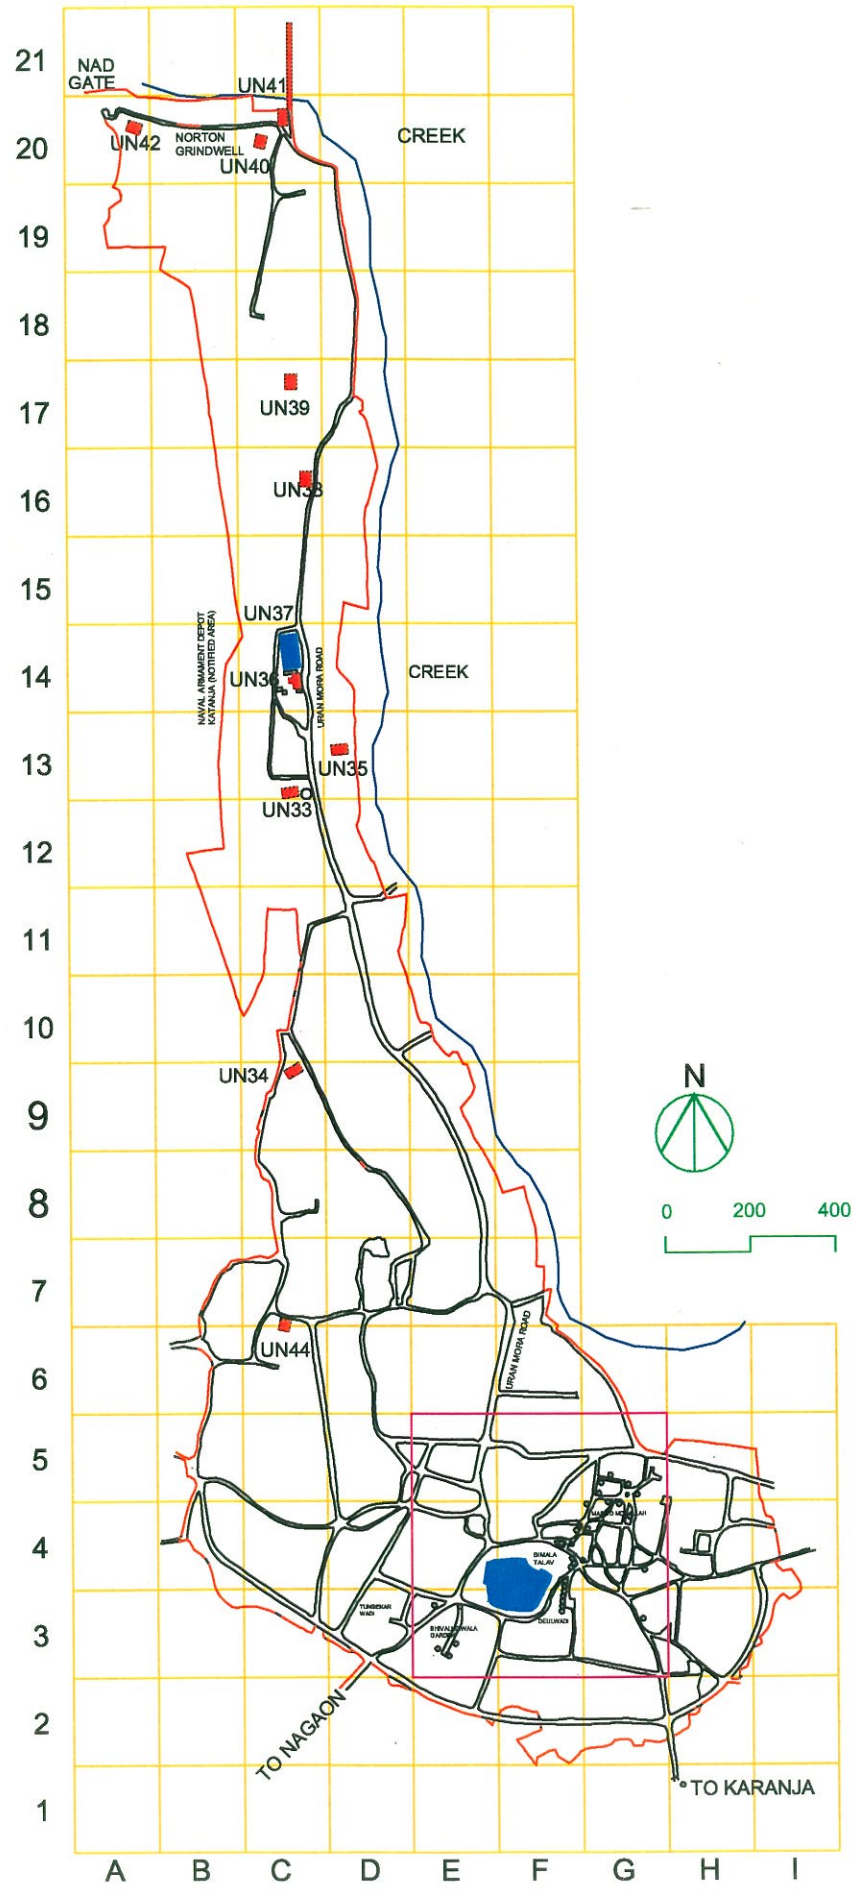 21
NAD
GATE
UN41
20
UN42
NORTON
GRINDWELL
UN40
CREEK
19
18
17
UN39
16
UN38
15
UN37
NAVAL ARMAMENT DEPOT
KATANJA (NOTIFIED AREA)
14
UN36
URAN MORA ROAD
CREEK
13
UN35
UN33
12
11
10
UN34
9
N
8
0 200 400
7
URAN MORA ROAD
UN44
6
5
4
BIMALA
TALAV
TUMBEKAR
WADI
3
DEULWADI
TO NAGAON
2
TO KARANJA
1
A B C D E F G H I